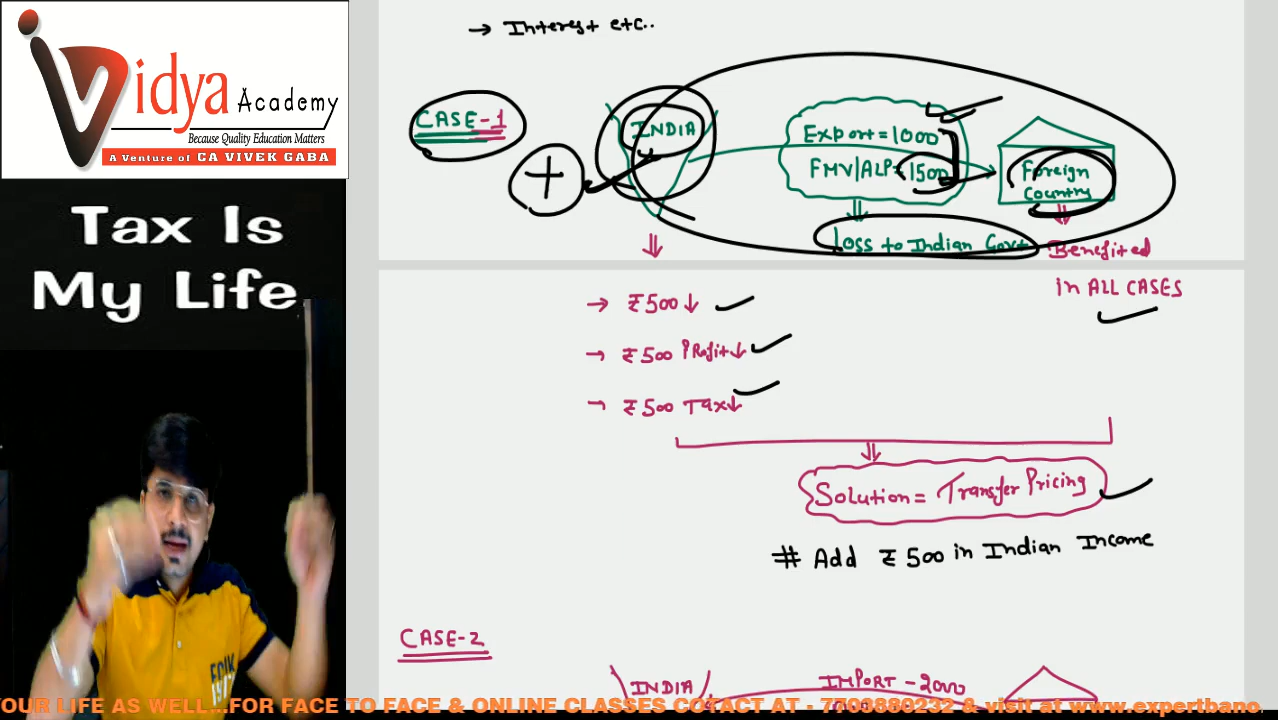 Vidya Academy
Because Quality Education Matters
A Venture of CA VIVEK GABA
Tax Is
My Life
→ Interest etc..
CASE-1
INDIA
Export=1000
FMV/ALP=1500
Foreign
Country
+
Loss to Indian Govt
Benefited
in ALL CASES
→ ₹500↓
→ ₹500 Profit↓
→ ₹500 Tax↓
Solution = Transfer Pricing
# Add ₹500 in Indian Income
CASE-2
INDIA
IMPORT -2000
YOUR LIFE AS WELL...FOR FACE TO FACE & ONLINE CLASSES COTACT AT - 7703880232 & visit at www.expertbano.